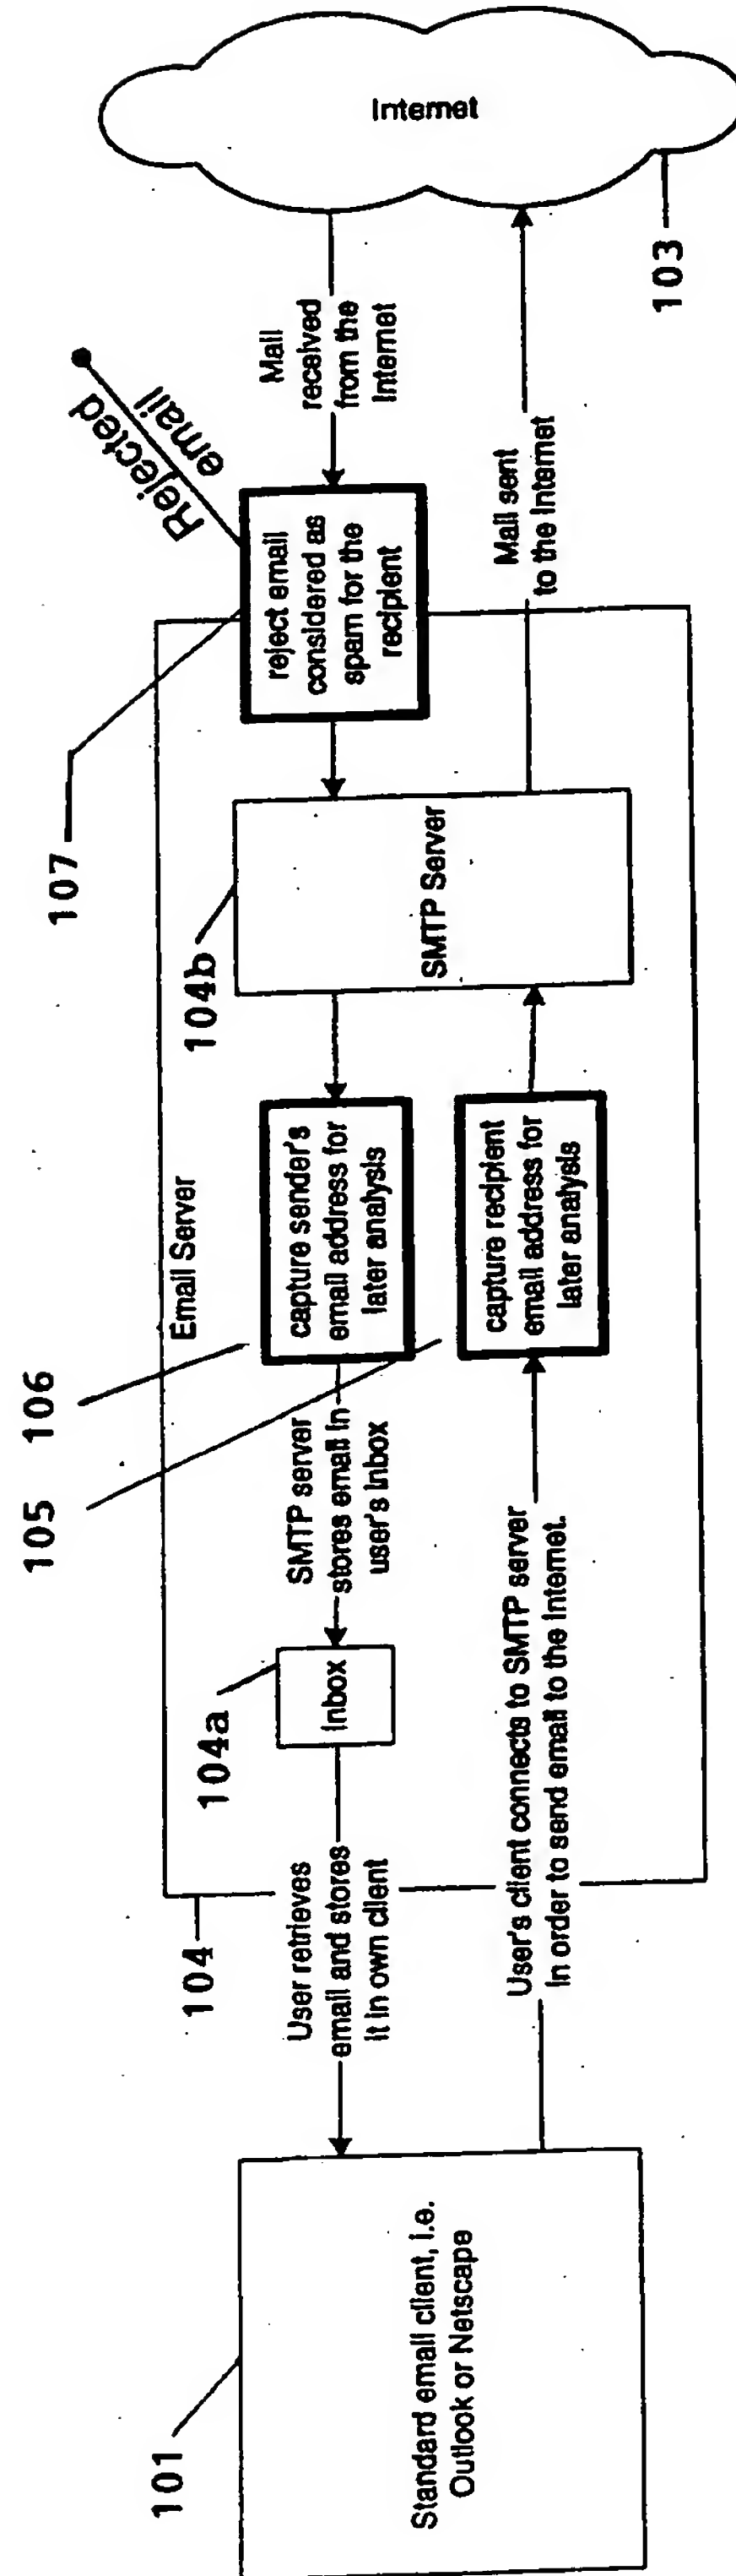 101
Standard email client, i.e.
Outlook or Netscape
104
User retrieves
email and stores
it in own client
User's client connects to SMTP server
in order to send email to the Internet.
104a
Inbox
105
106
SMTP server
stores email in
user's inbox
Email Server
capture sender's
email address for
later analysis
capture recipient
email address for
later analysis
104b
SMTP Server
107
reject email
considered as
spam for the
recipient
Rejected
email
Mail
received
from the
Internet
Mail sent
to the Internet
103
Internet